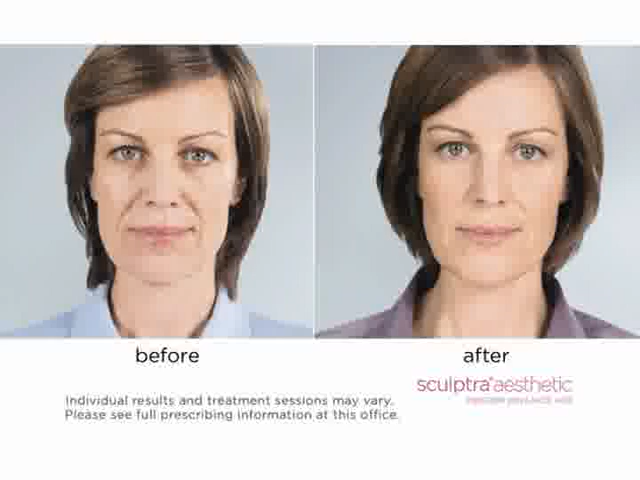 before
after
sculptra aesthetic
Individual results and treatment sessions may vary.
Please see full prescribing information at this office.